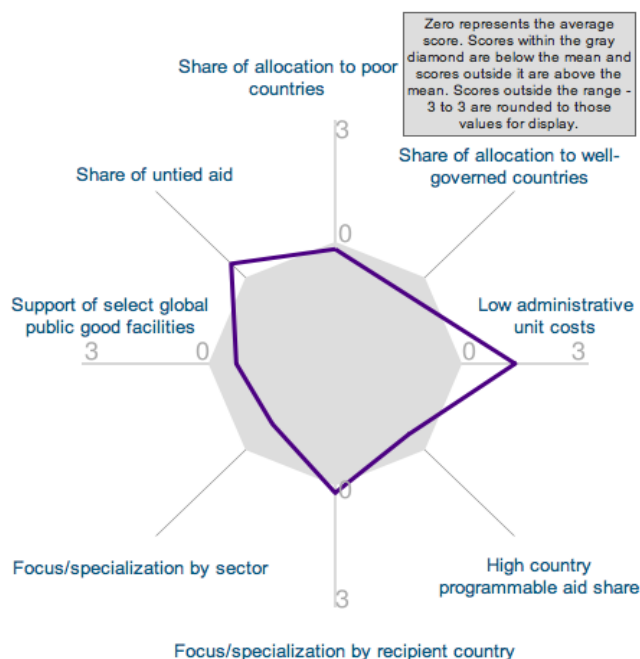 Zero represents the average
score. Scores within the gray
diamond are below the mean and
scores outside it are above the
mean. Scores outside the range -
3 to 3 are rounded to those
values for display.
Share of allocation to poor
countries
3
Share of allocation to well-
governed countries
Share of untied aid
0
Support of select global
public good facilities
Low administrative
unit costs
3
0
0
3
0
Focus/specialization by sector
High country
programmable aid share
3
Focus/specialization by recipient country